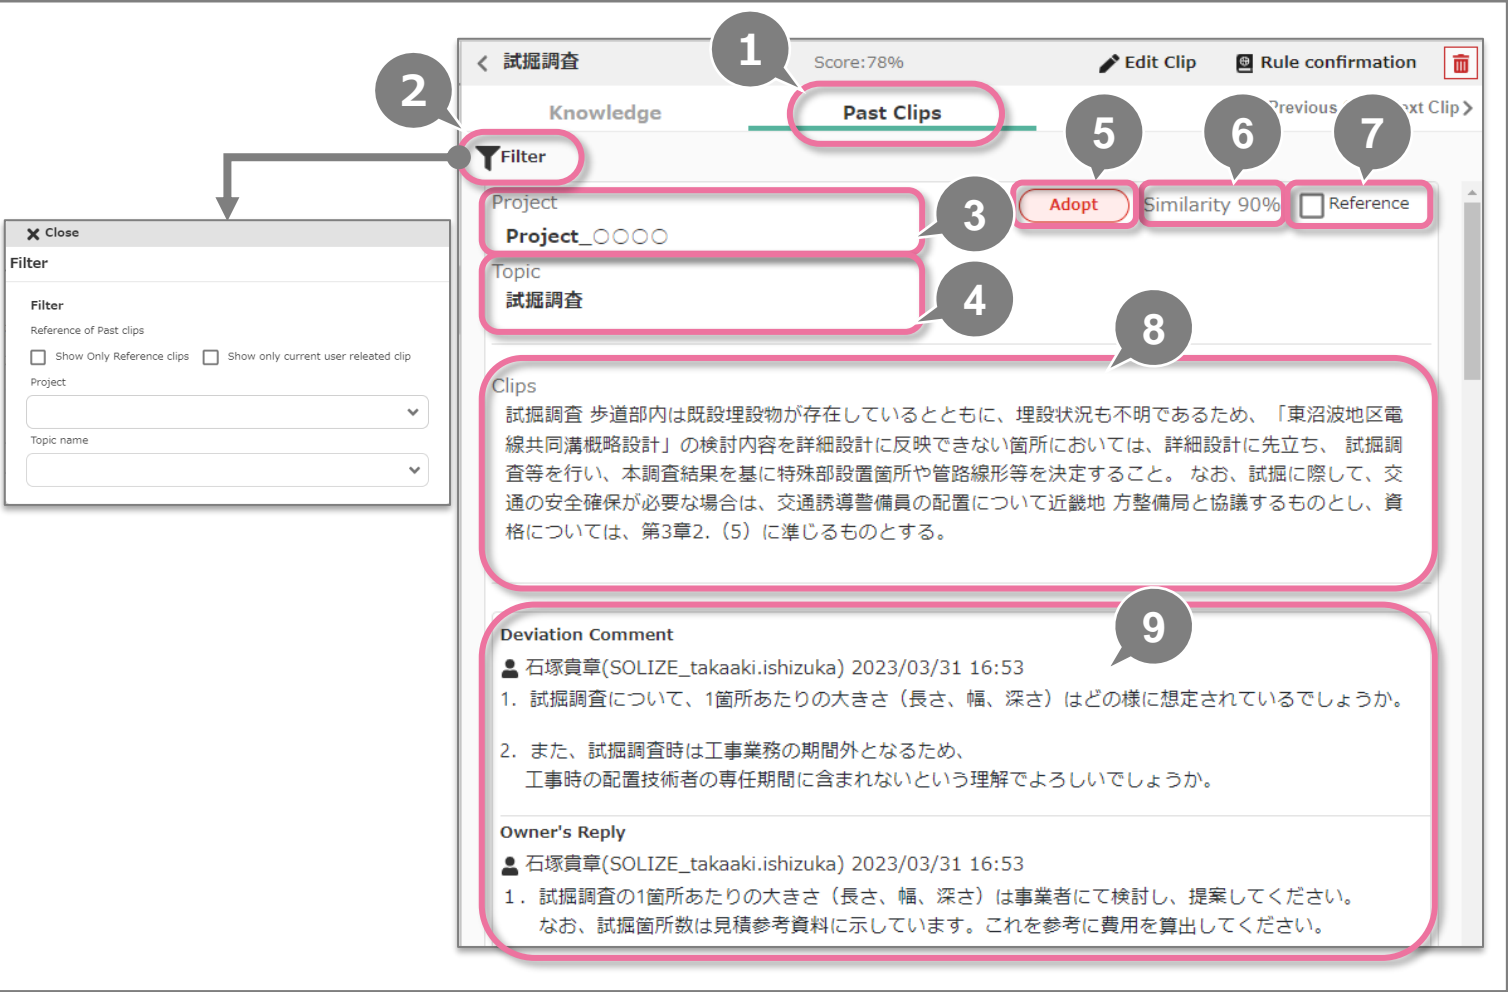 1
2
試掘調査
Score:78%
Edit Clip
Rule confirmation
Knowledge
Past Clips
Previous
ext Clip
5
6
7
Filter
Project
Project_○○○○
3
Adopt
Similarity 90%
Reference
Topic
試掘調査
4
Close
Filter
Filter
Reference of Past clips
Show Only Reference clips
Show only current user releated clip
Project
Topic name
8
Clips
試掘調査 歩道部内は既設埋設物が存在しているとともに、埋設状況も不明であるため、「東沼波地区電
線共同溝概略設計」の検討内容を詳細設計に反映できない箇所においては、詳細設計に先立ち、 試掘調
査等を行い、本調査結果を基に特殊部設置箇所や管路線形等を決定すること。 なお、試掘に際して、交
通の安全確保が必要な場合は、交通誘導警備員の配置について近畿地 方整備局と協議するものとし、資
格については、第3章2.（5）に準じるものとする。
9
Deviation Comment
石塚貴章(SOLIZE_takaaki.ishizuka) 2023/03/31 16:53
1. 試掘調査について、1箇所あたりの大きさ（長さ、幅、深さ）はどの様に想定されているでしょうか。
2. また、試掘調査時は工事業務の期間外となるため、
工事時の配置技術者の専任期間に含まれないという理解でよろしいでしょうか。
Owner's Reply
石塚貴章(SOLIZE_takaaki.ishizuka) 2023/03/31 16:53
1. 試掘調査の1箇所あたりの大きさ（長さ、幅、深さ）は事業者にて検討し、提案してください。
なお、試掘箇所数は見積参考資料に示しています。これを参考に費用を算出してください。